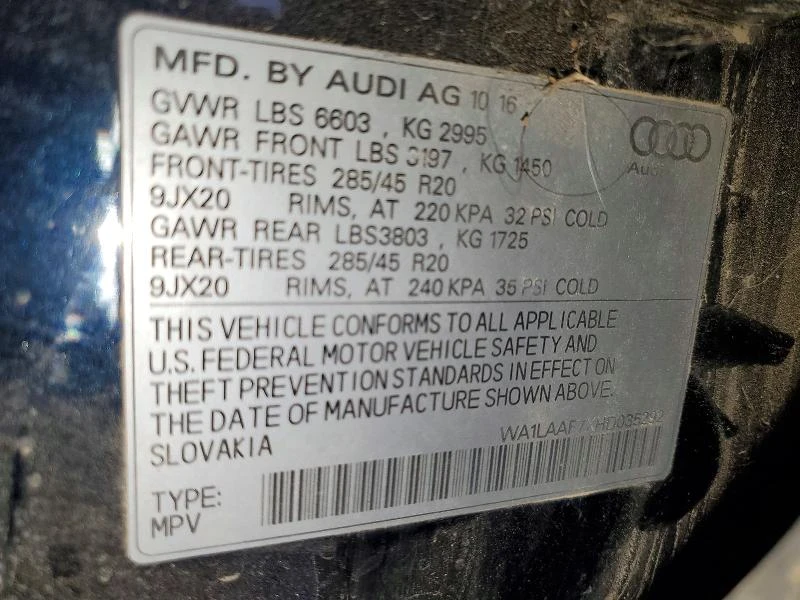 MFD. BY AUDI AG 10 16
GVWR LBS 6603 , KG 2995
GAWR FRONT LBS 3197 , KG 1450
FRONT-TIRES 285/45 R20
9JX20 RIMS, AT 220 KPA 32 PSI COLD
GAWR REAR LBS3803 , KG 1725
REAR-TIRES 285/45 R20
9JX20 RIMS, AT 240 KPA 35 PSI COLD
Audi
THIS VEHICLE CONFORMS TO ALL APPLICABLE
U.S. FEDERAL MOTOR VEHICLE SAFETY AND
THEFT PREVENTION STANDARDS IN EFFECT ON
THE DATE OF MANUFACTURE SHOWN ABOVE.
SLOVAKIA
TYPE:
MPV